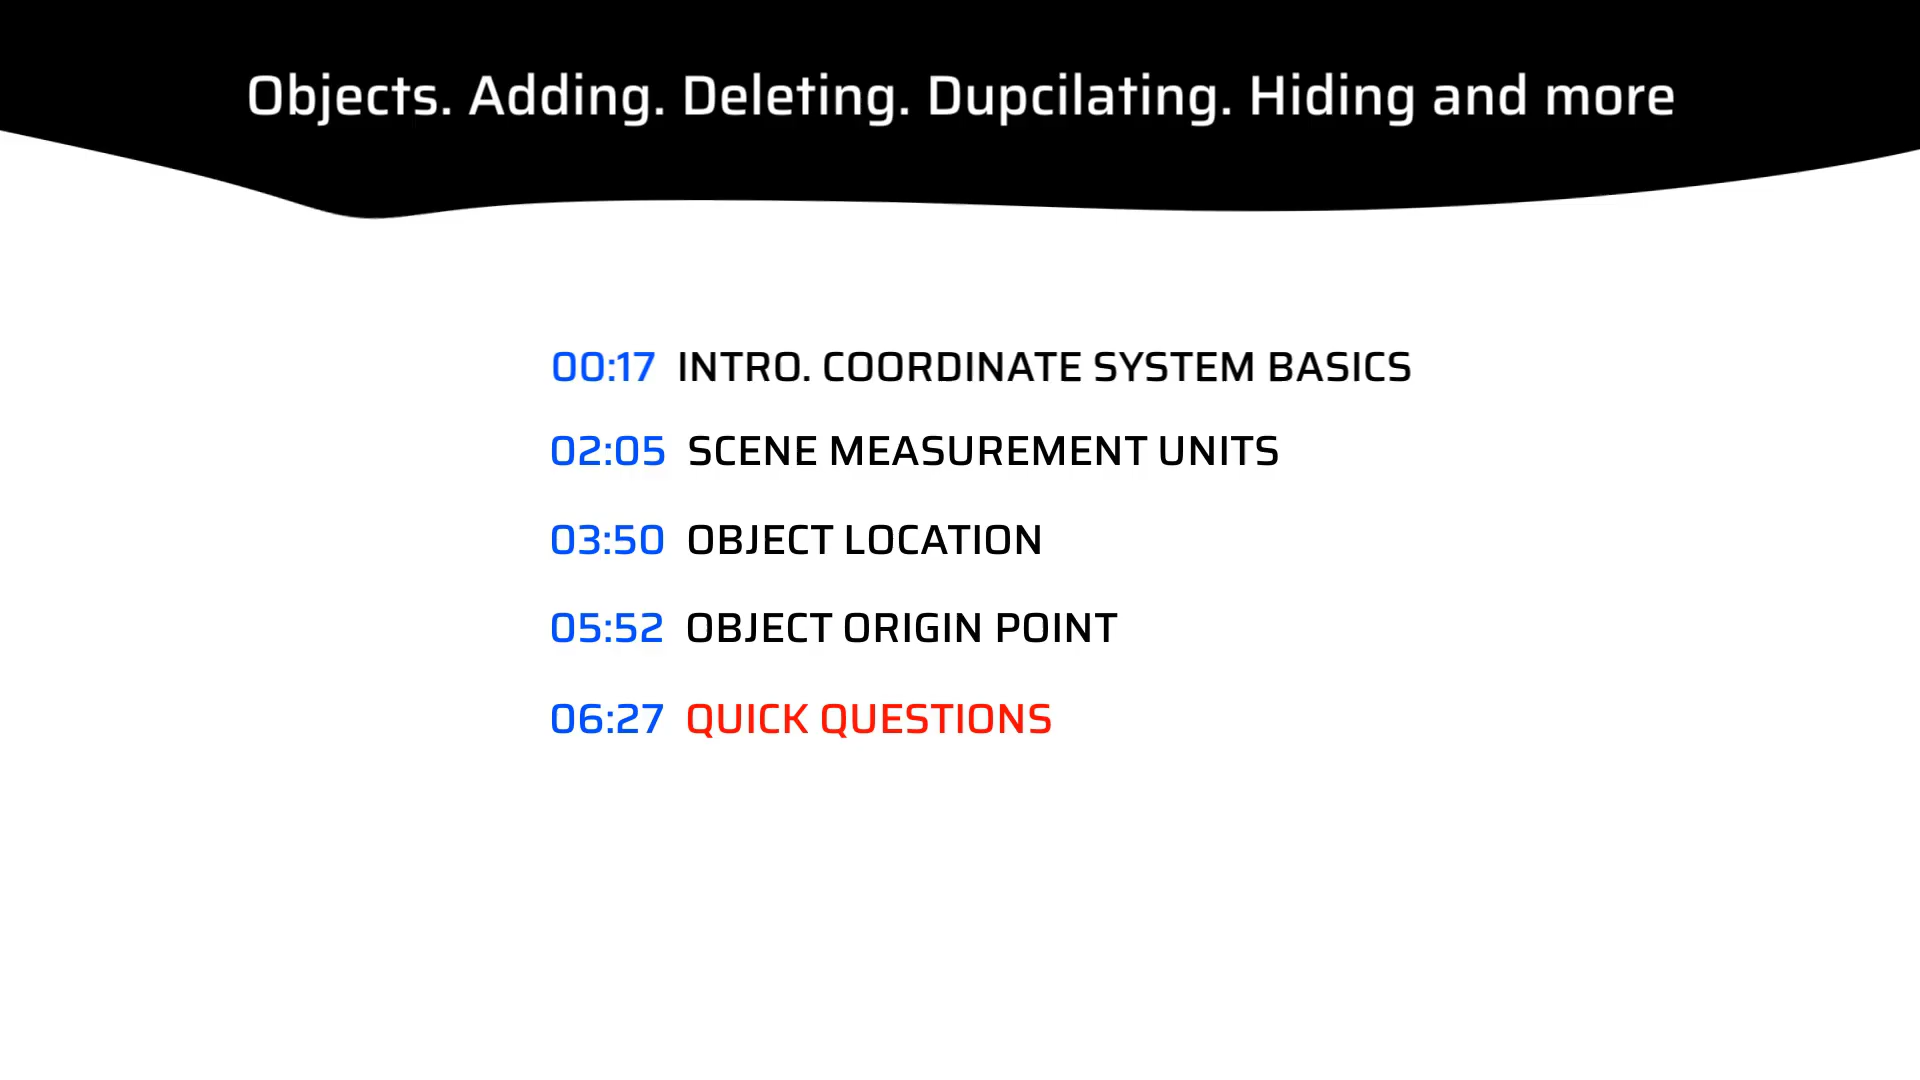 Objects. Adding. Deleting. Dupcilating. Hiding and more
00:17 INTRO. COORDINATE SYSTEM BASICS
02:05 SCENE MEASUREMENT UNITS
03:50 OBJECT LOCATION
05:52 OBJECT ORIGIN POINT
06:27 QUICK QUESTIONS